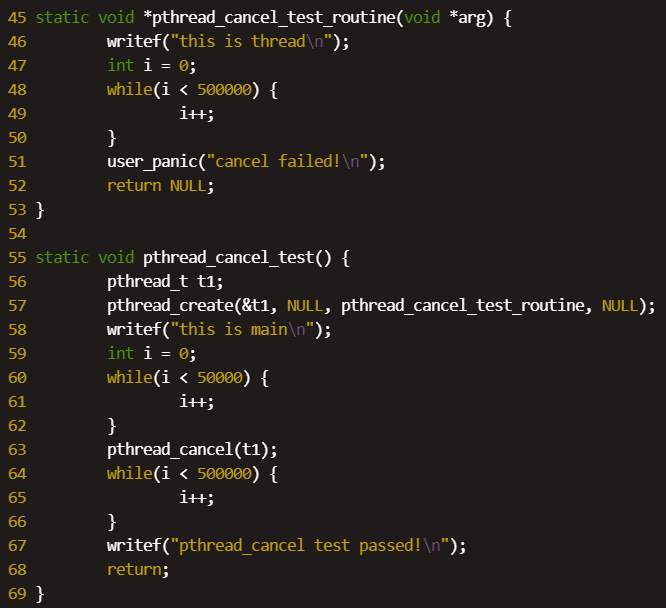 45 static void *pthread_cancel_test_routine(void *arg) {
46         writef("this is thread\n");
47         int i = 0;
48         while(i < 500000) {
49                 i++;
50         }
51         user_panic("cancel failed!\n");
52         return NULL;
53 }
54
55 static void pthread_cancel_test() {
56         pthread_t t1;
57         pthread_create(&t1, NULL, pthread_cancel_test_routine, NULL);
58         writef("this is main\n");
59         int i = 0;
60         while(i < 50000) {
61                 i++;
62         }
63         pthread_cancel(t1);
64         while(i < 500000) {
65                 i++;
66         }
67         writef("pthread_cancel test passed!\n");
68         return;
69 }